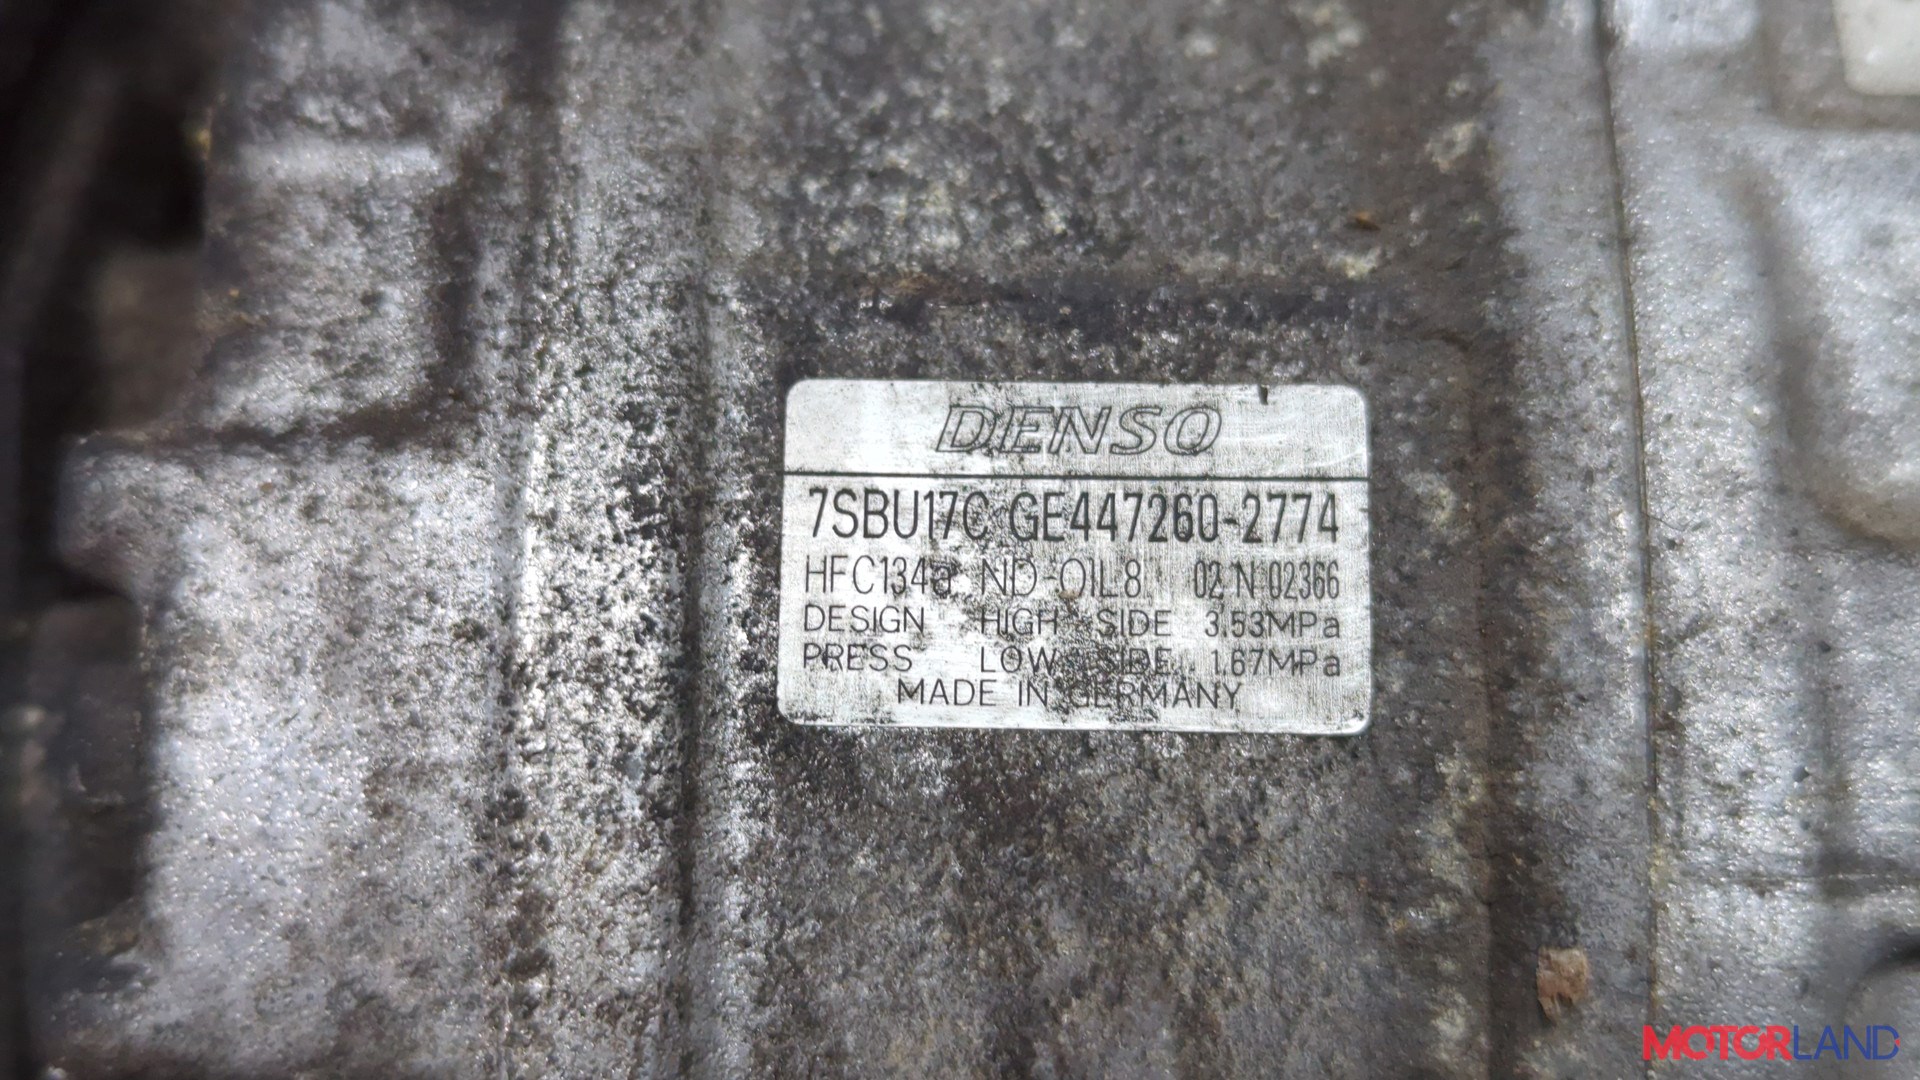 DENSO
7SBU17C GE447260-2774
HFC134a ND-OIL8 02 N 02366
DESIGN HIGH SIDE 3.53MPa
PRESS LOW SIDE 1.67MPa
MADE IN GERMANY
MOTORLAND